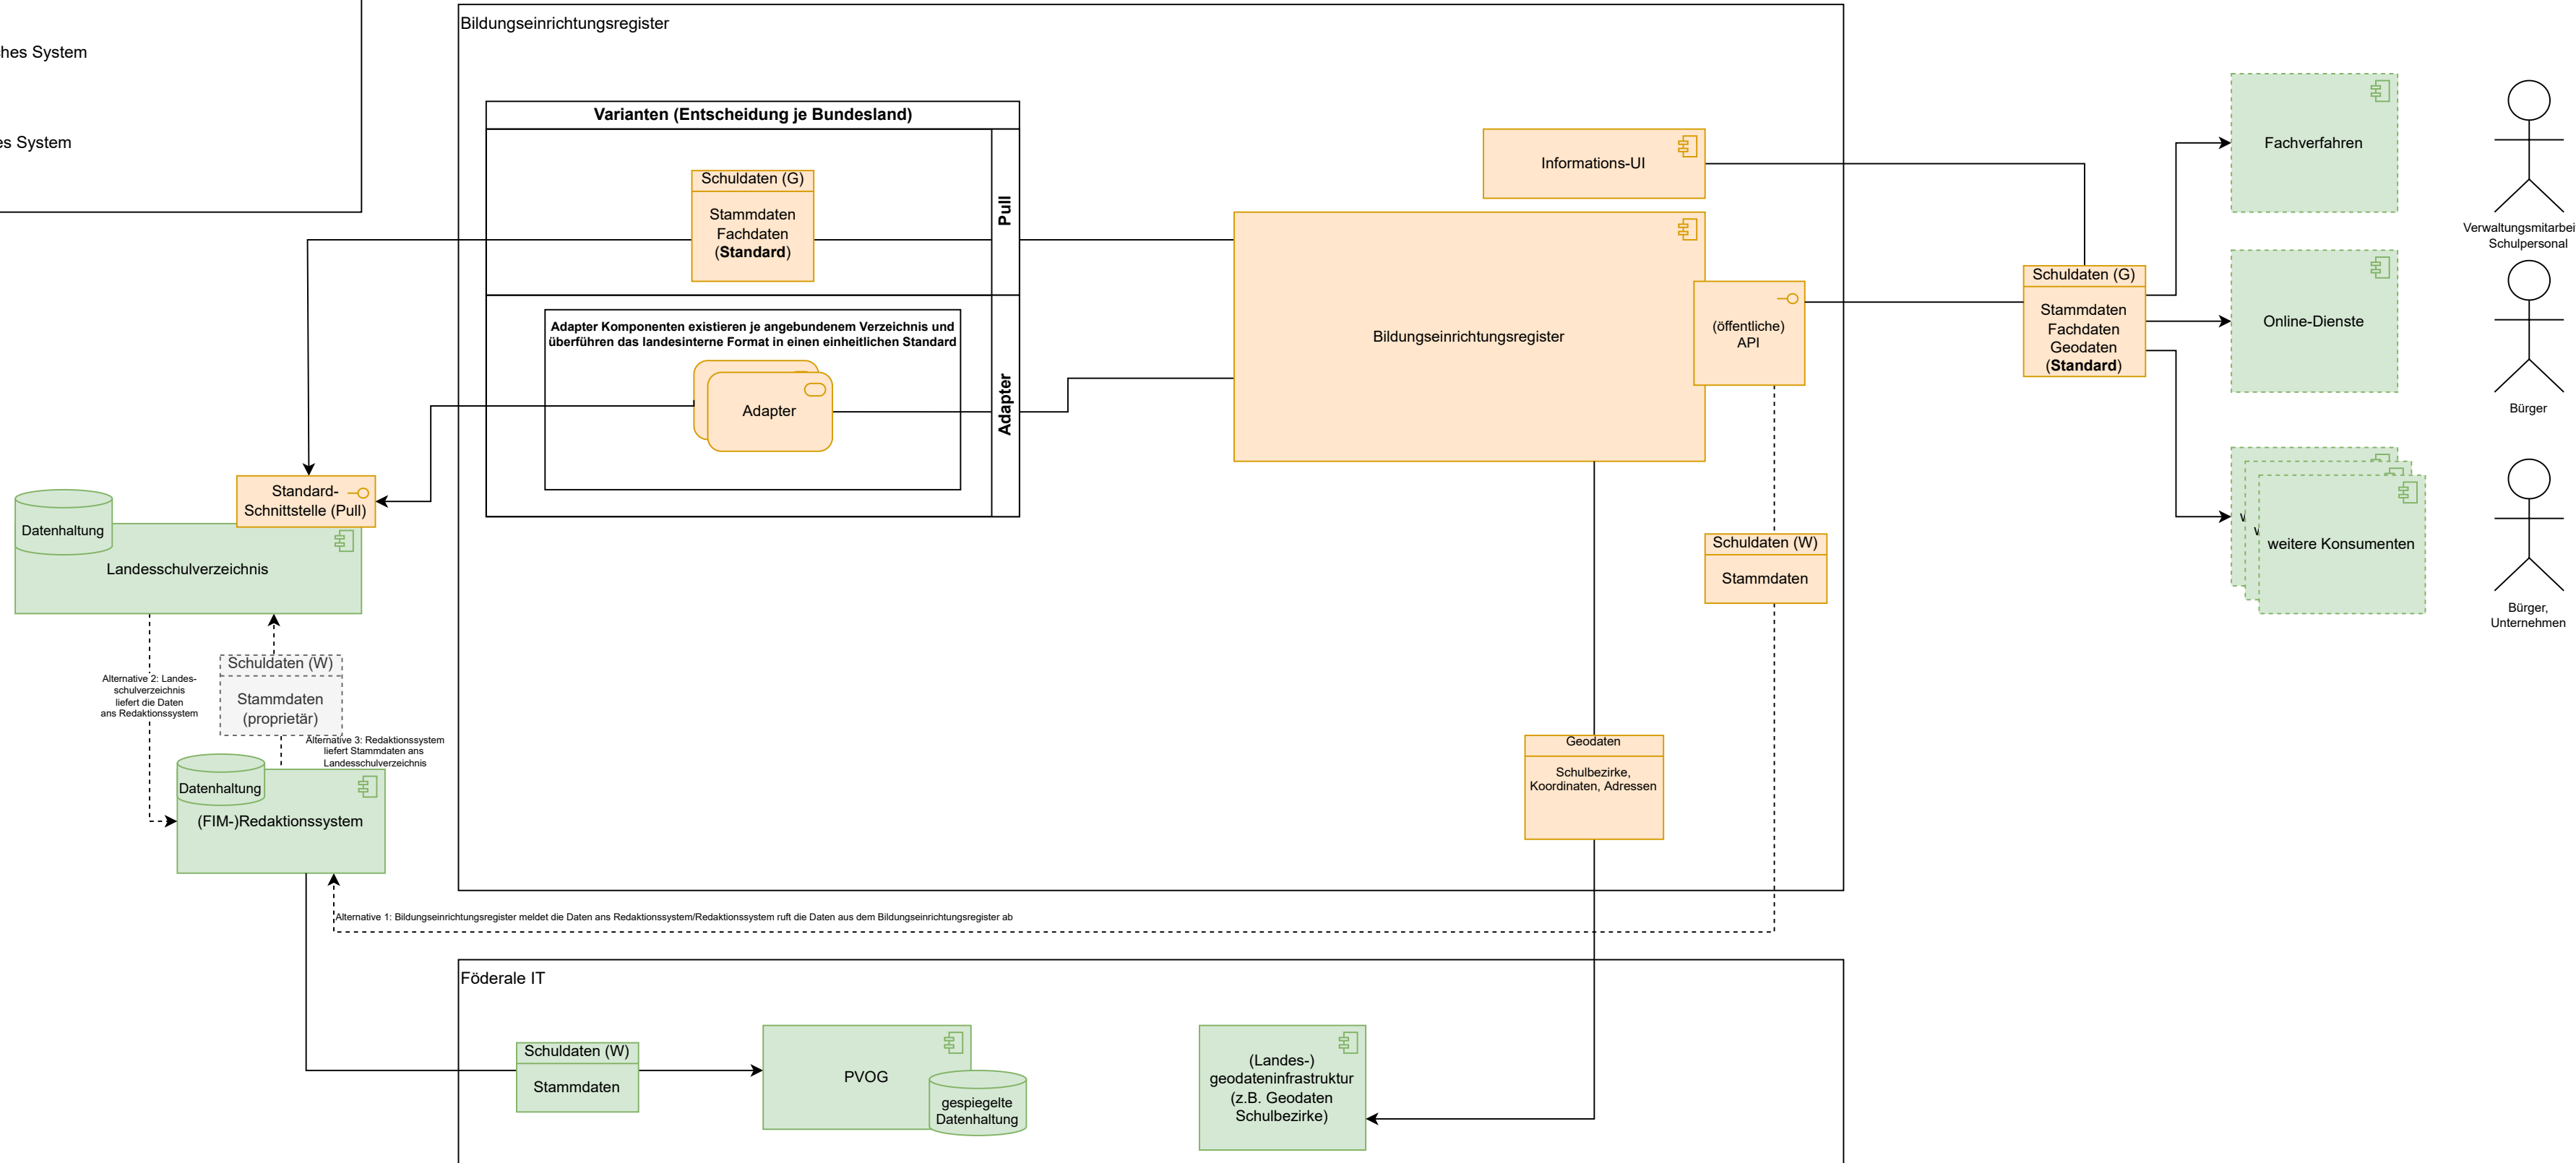 hes System
es System
Bildungseinrichtungsregister
Varianten (Entscheidung je Bundesland)
Schuldaten (G)
Stammdaten
Fachdaten
(Standard)
Pull
Adapter Komponenten existieren je angebundenem Verzeichnis und
überführen das landesinterne Format in einen einheitlichen Standard
Adapter
Adapter
Informations-UI
Bildungseinrichtungsregister
(öffentliche)
API
Schuldaten (G)
Stammdaten
Fachdaten
Geodaten
(Standard)
Fachverfahren
Online-Dienste
weitere Konsumenten
Verwaltungsmitarbei
Schulpersonal
Bürger
Bürger,
Unternehmen
Standard-
Schnittstelle (Pull)
Datenhaltung
Landesschulverzeichnis
Alternative 2: Landes-
schulverzeichnis
liefert die Daten
ans Redaktionssystem
Schuldaten (W)
Stammdaten
(proprietär)
Alternative 3: Redaktionssystem
liefert Stammdaten ans
Landesschulverzeichnis
Datenhaltung
(FIM-)Redaktionssystem
Schuldaten (W)
Stammdaten
Geodaten
Schulbezirke,
Koordinaten, Adressen
Alternative 1: Bildungseinrichtungsregister meldet die Daten ans Redaktionssystem/Redaktionssystem ruft die Daten aus dem Bildungseinrichtungsregister ab
Föderale IT
Schuldaten (W)
Stammdaten
PVOG
gespiegelte
Datenhaltung
(Landes-)
geodateninfrastruktur
(z.B. Geodaten
Schulbezirke)